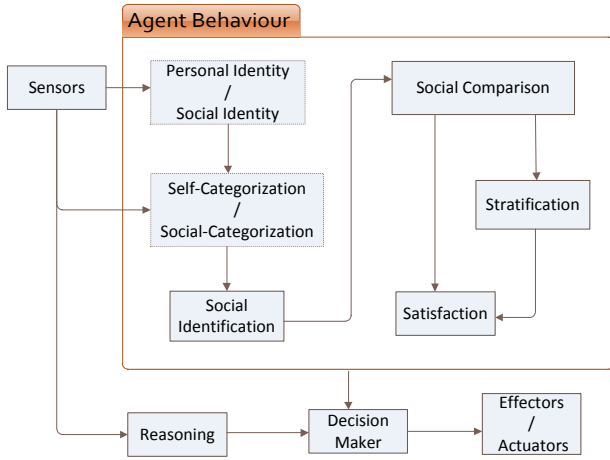 Agent Behaviour
Sensors
Personal Identity
/
Social Identity
Social Comparison
Self-Categorization
/
Social-Categorization
Stratification
Social
Identification
Satisfaction
Reasoning
Decision
Maker
Effectors
/
Actuators